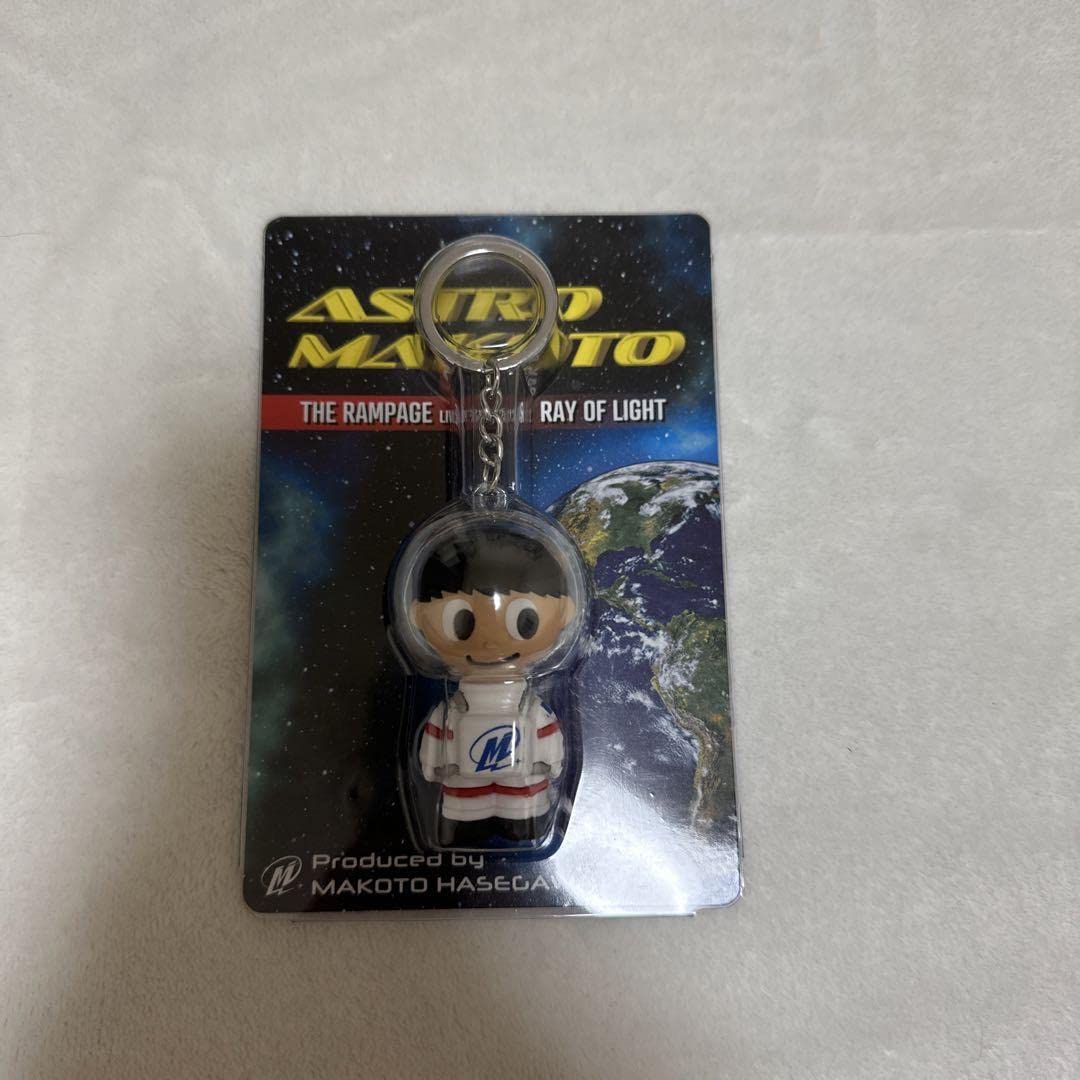 ASTRO
MAKOTO
THE RAMPAGE RAY OF LIGHT
M
M Produced by
MAKOTO HASEGA